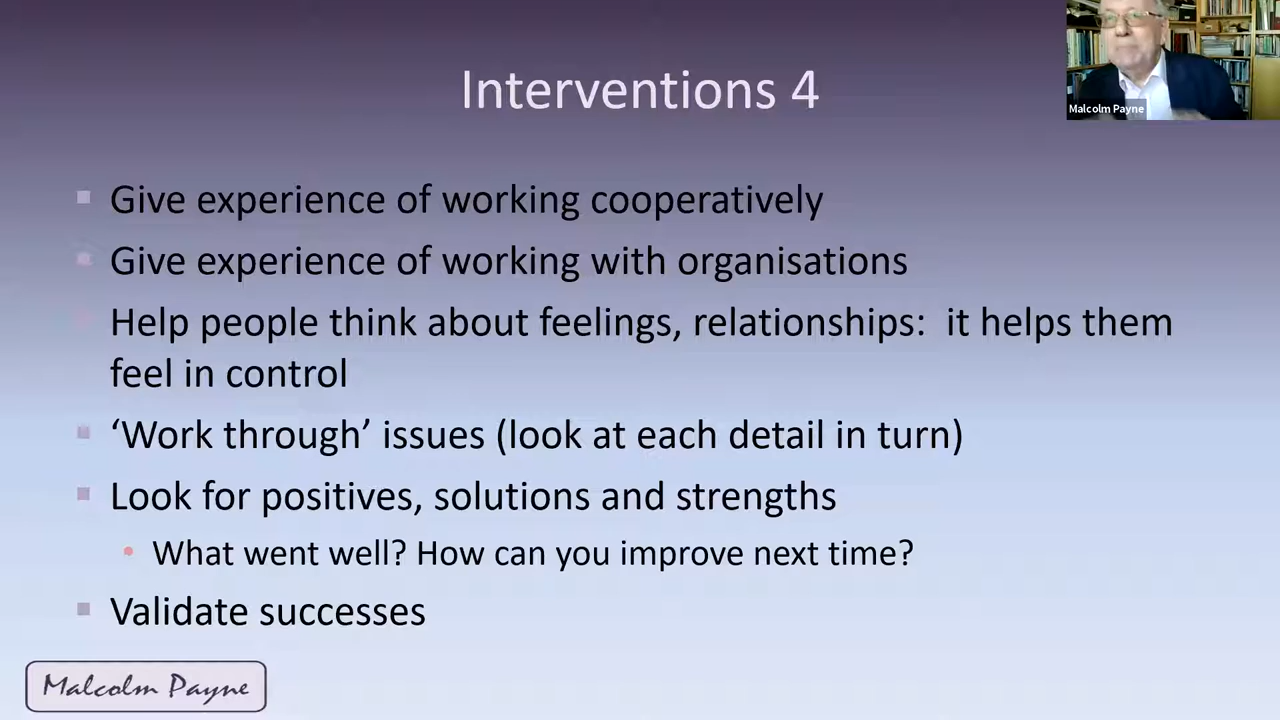 Interventions 4
Malcolm Payne
Give experience of working cooperatively
Give experience of working with organisations
Help people think about feelings, relationships:  it helps them
feel in control
‘Work through’ issues (look at each detail in turn)
Look for positives, solutions and strengths
What went well? How can you improve next time?
Validate successes
Malcolm Payne